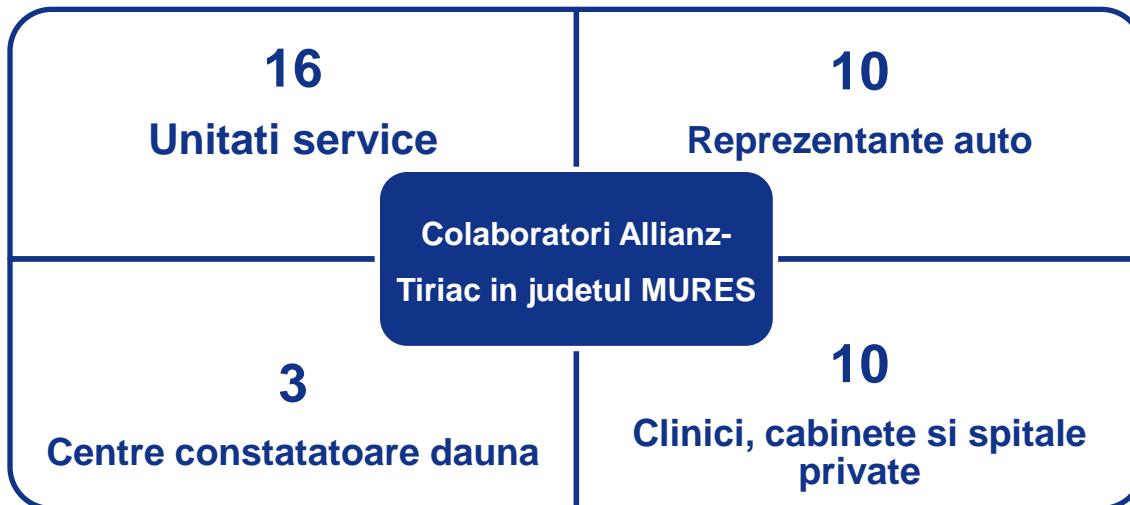 16
Unitati service
10
Reprezentante auto
Colaboratori Allianz-
Tiriac in judetul MURES
3
Centre constatatoare dauna
10
Clinici, cabinete si spitale
private